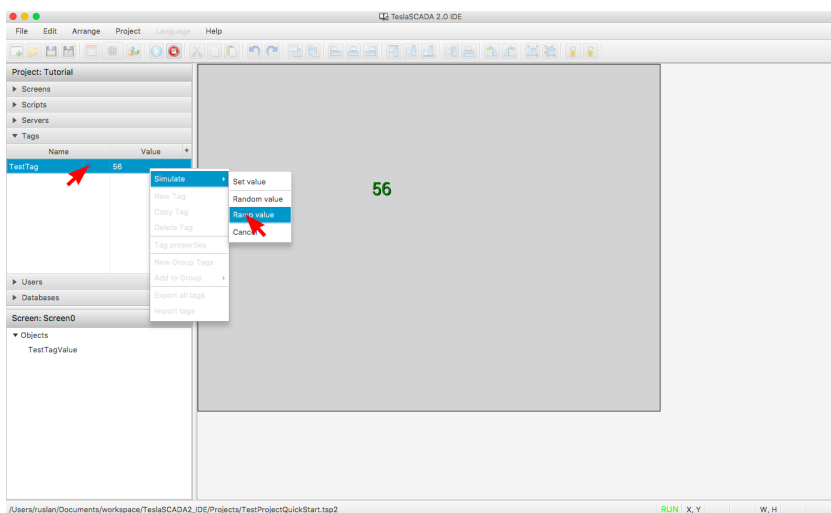 TeslaSCADA 2.0 IDE
File Edit Arrange Project Language Help
Project: Tutorial
Screens
Scripts
Servers
Tags
Name Value +
TestTag 56
Simulate
New Tag
Copy Tag
Delete Tag
Tag properties
New Group Tags
Add to Group
Export all tags
Import tags
Set value
Random value
Ramp value
Cancel
56
Users
Databases
Screen: Screen0
Objects
TestTagValue
/Users/ruslan/Documents/workspace/TeslaSCADA2_IDE/Projects/TestProjectQuickStart.tsp2 RUN X, Y W, H